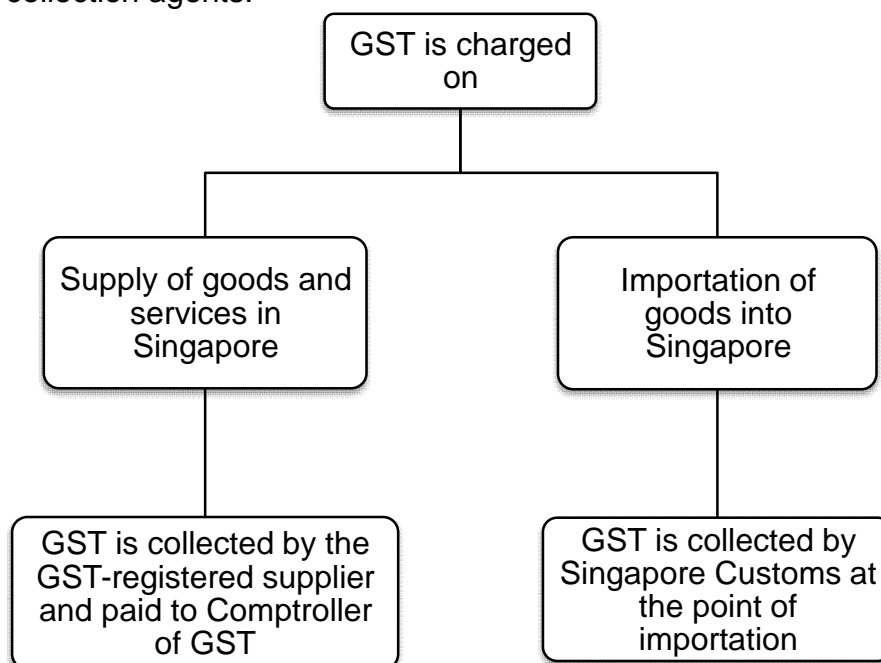 collection agents.
GST is charged
on
Supply of goods and
services in
Singapore
Importation of
goods into
Singapore
GST is collected by the
GST-registered supplier
and paid to Comptroller
of GST
GST is collected by
Singapore Customs at
the point of
importation